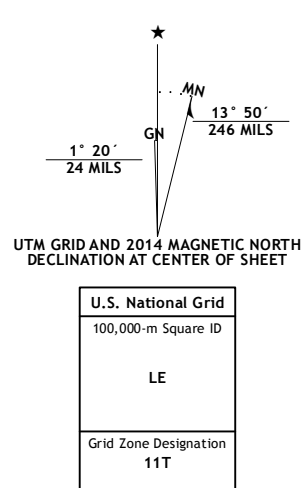 ★
MN
GN
13° 50´
246 MILS
1° 20´
24 MILS
UTM GRID AND 2014 MAGNETIC NORTH
DECLINATION AT CENTER OF SHEET
U.S. National Grid
100,000-m Square ID
LE
Grid Zone Designation
11T